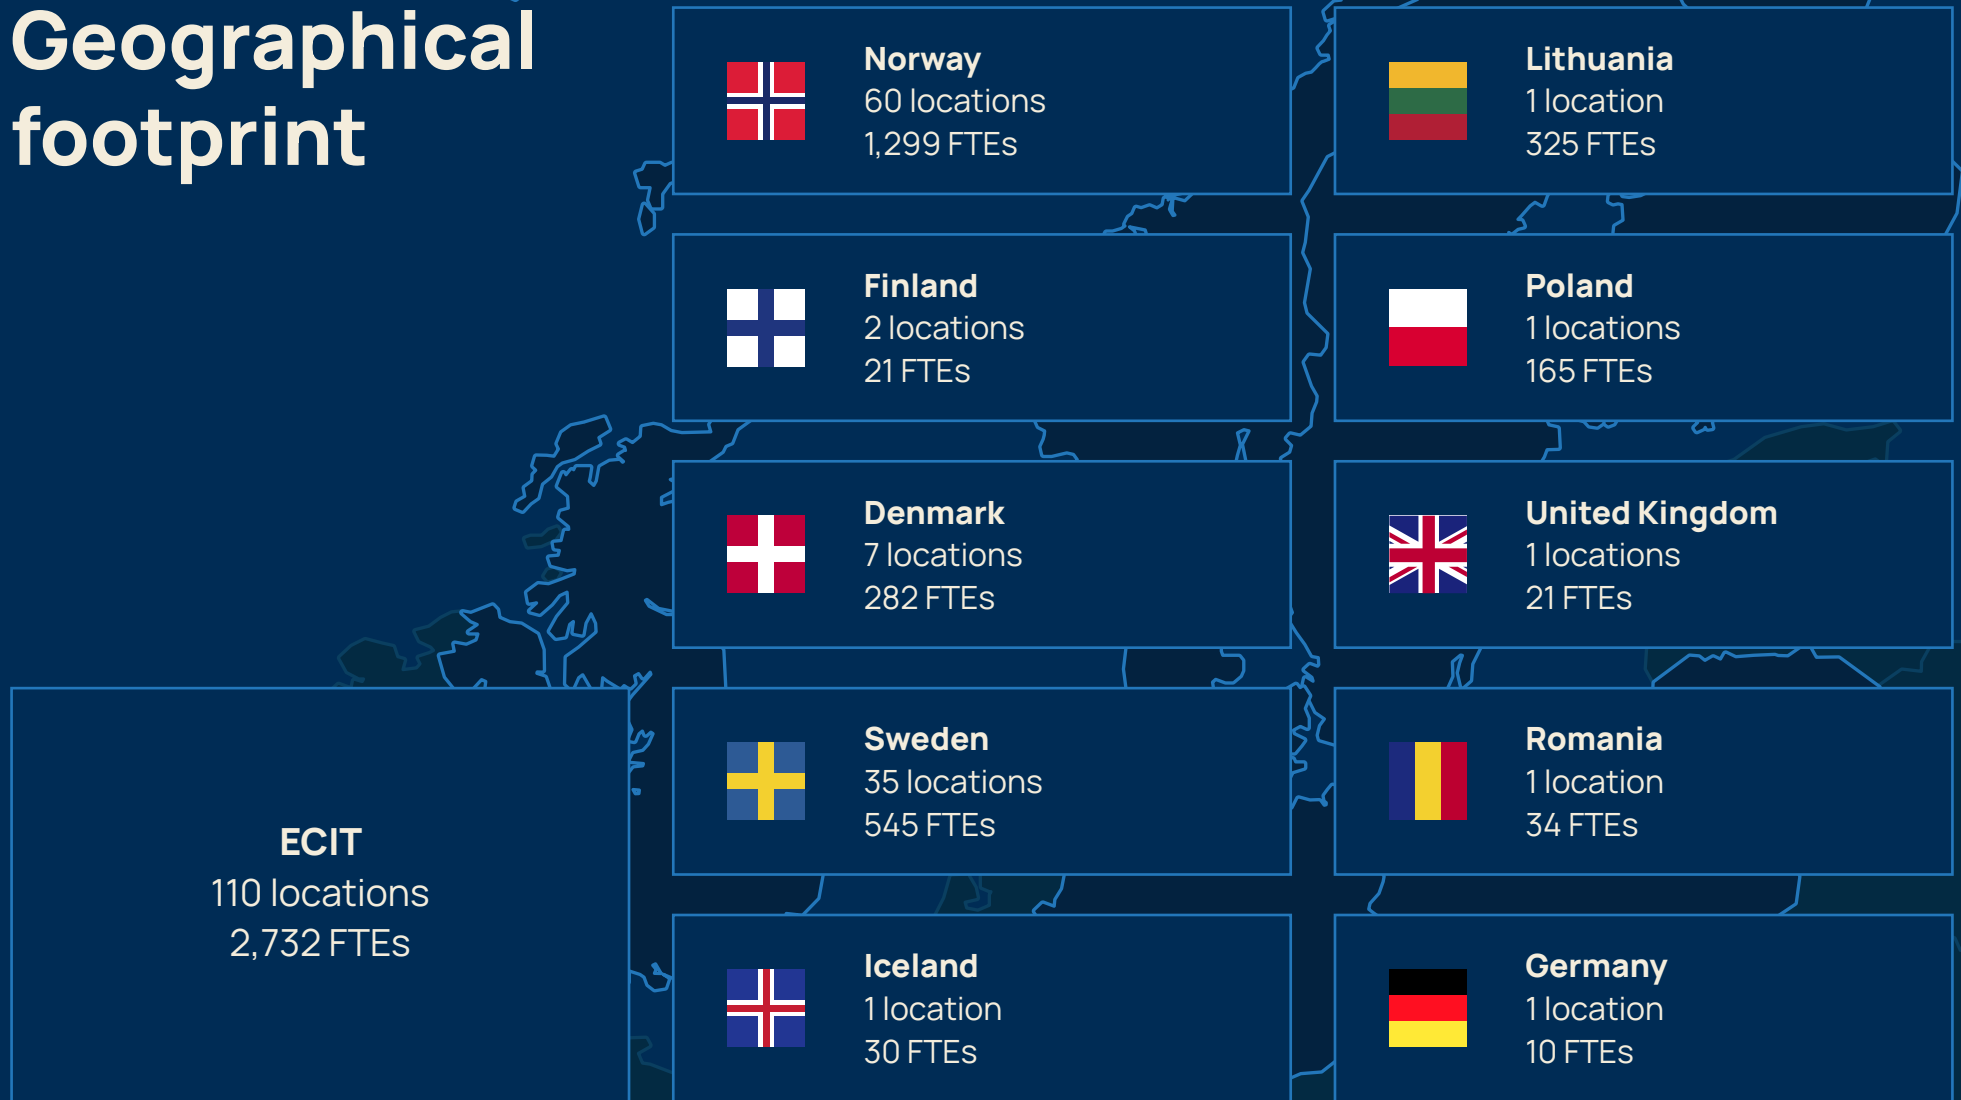 Geographical
footprint
Norway
60 locations
1,299 FTEs
Lithuania
1 location
325 FTEs
Finland
2 locations
21 FTEs
Poland
1 locations
165 FTEs
Denmark
7 locations
282 FTEs
United Kingdom
1 locations
21 FTEs
Sweden
35 locations
545 FTEs
Romania
1 location
34 FTEs
ECIT
110 locations
2,732 FTEs
Iceland
1 location
30 FTEs
Germany
1 location
10 FTEs